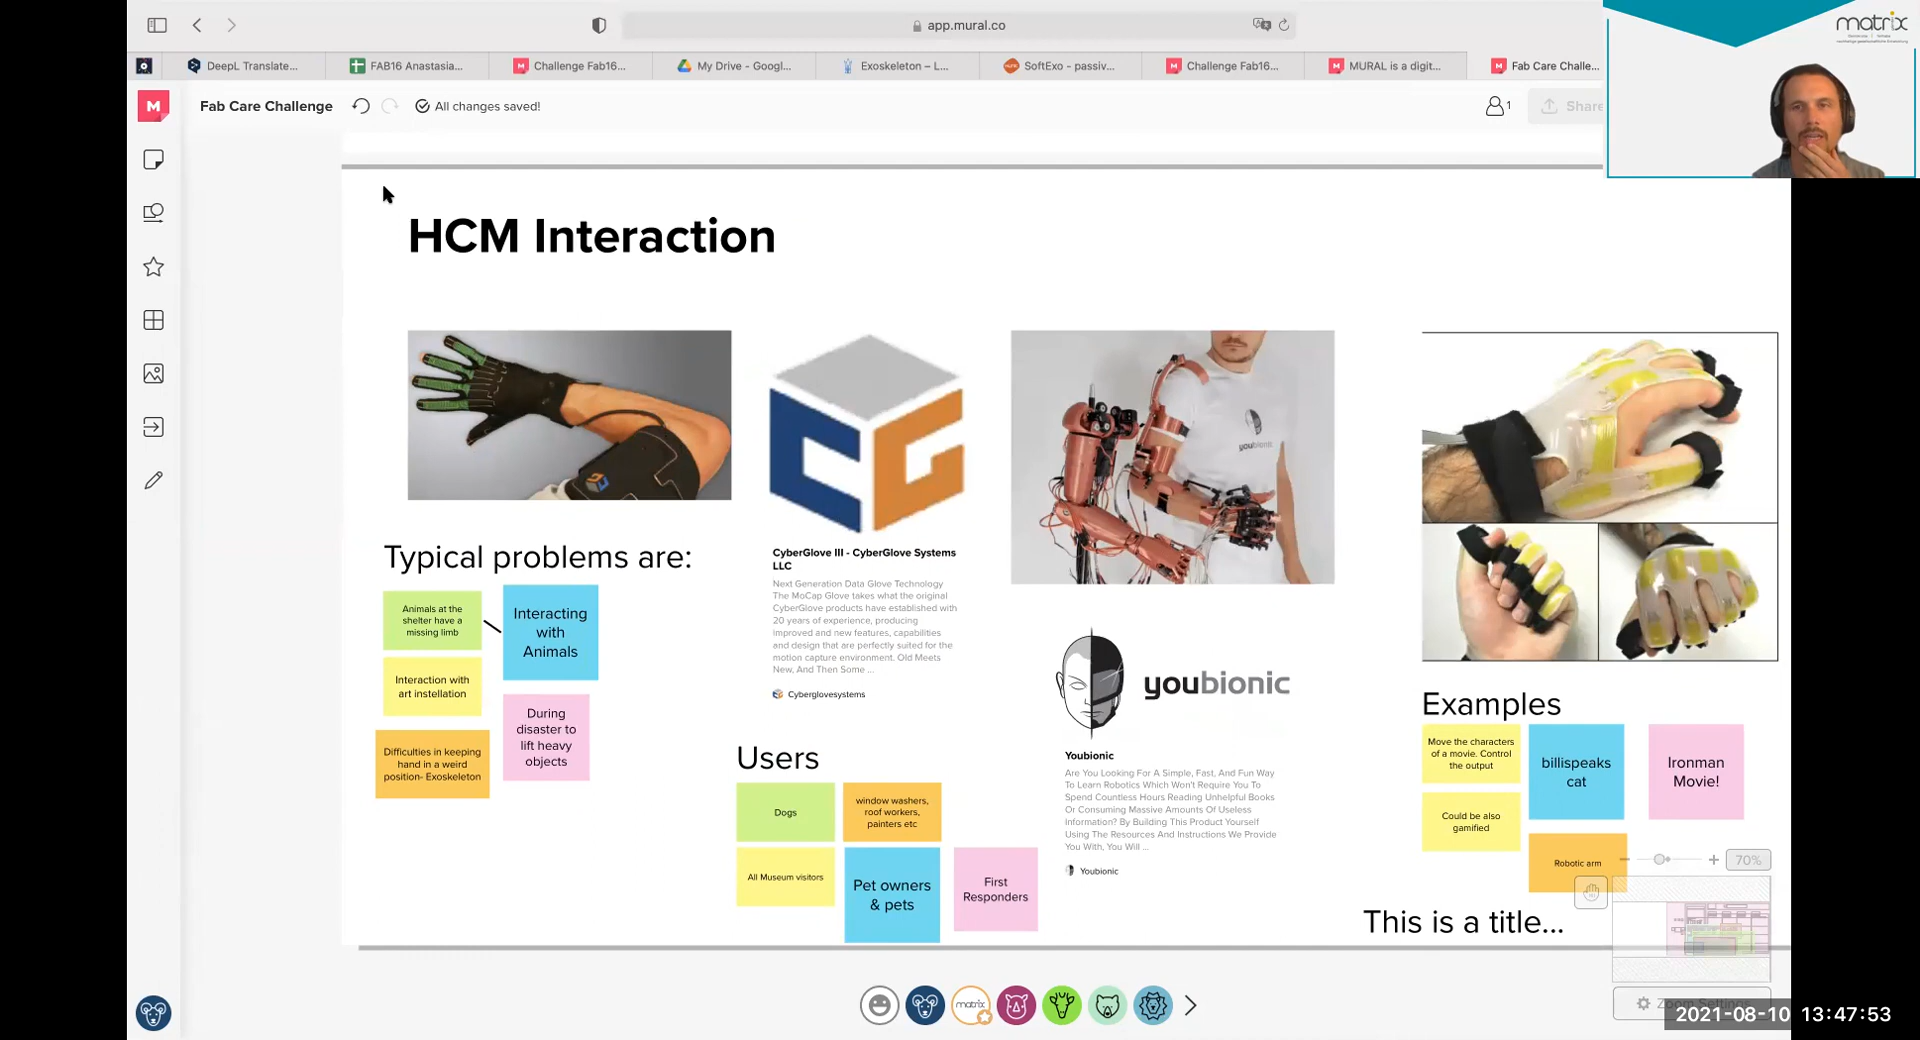 app.mural.co
matrix
DeepL Translate...
FAB16 Anastasia...
Challenge Fab16...
My Drive - Googl...
Exoskeleton – L...
SoftExo - passiv...
Challenge Fab16...
MURAL is a digit...
Fab Care Challe...
M
Fab Care Challenge
All changes saved!
1
Share
HCM Interaction
CG
youbionic
Typical problems are:
Animals at the
shelter have a
missing limb
Interacting
with
Animals
Interaction with
art instellation
During
disaster to
lift heavy
objects
Difficulties in keeping
hand in a weird
position- Exoskeleton
CyberGlove III - CyberGlove Systems
LLC
Next Generation Data Glove Technology
The MoCap Glove takes what the original
CyberGlove products have established with
20 years of experience, producing
improved and new features, capabilities
and design that are perfectly suited for the
motion capture environment. Old Meets
New, And Then Some ...
Cyberglovesystems
Users
Dogs
window washers,
roof workers,
painters etc
All Museum visitors
Pet owners
& pets
First
Responders
youbionic
Youbionic
Are You Looking For A Simple, Fast, And Fun Way
To Learn Robotics Which Won't Require You To
Spend Countless Hours Reading Unhelpful Books
Or Consuming Massive Amounts Of Useless
Information? By Building This Product Yourself
Using The Resources And Instructions We Provide
You With, You Will ...
Youbionic
Examples
Move the characters
of a movie. Control
the output
billispeaks
cat
Ironman
Movie!
Could be also
gamified
Robotic arm
70%
This is a title...
matrix
Zoom Settings
2021-08-10 13:47:53